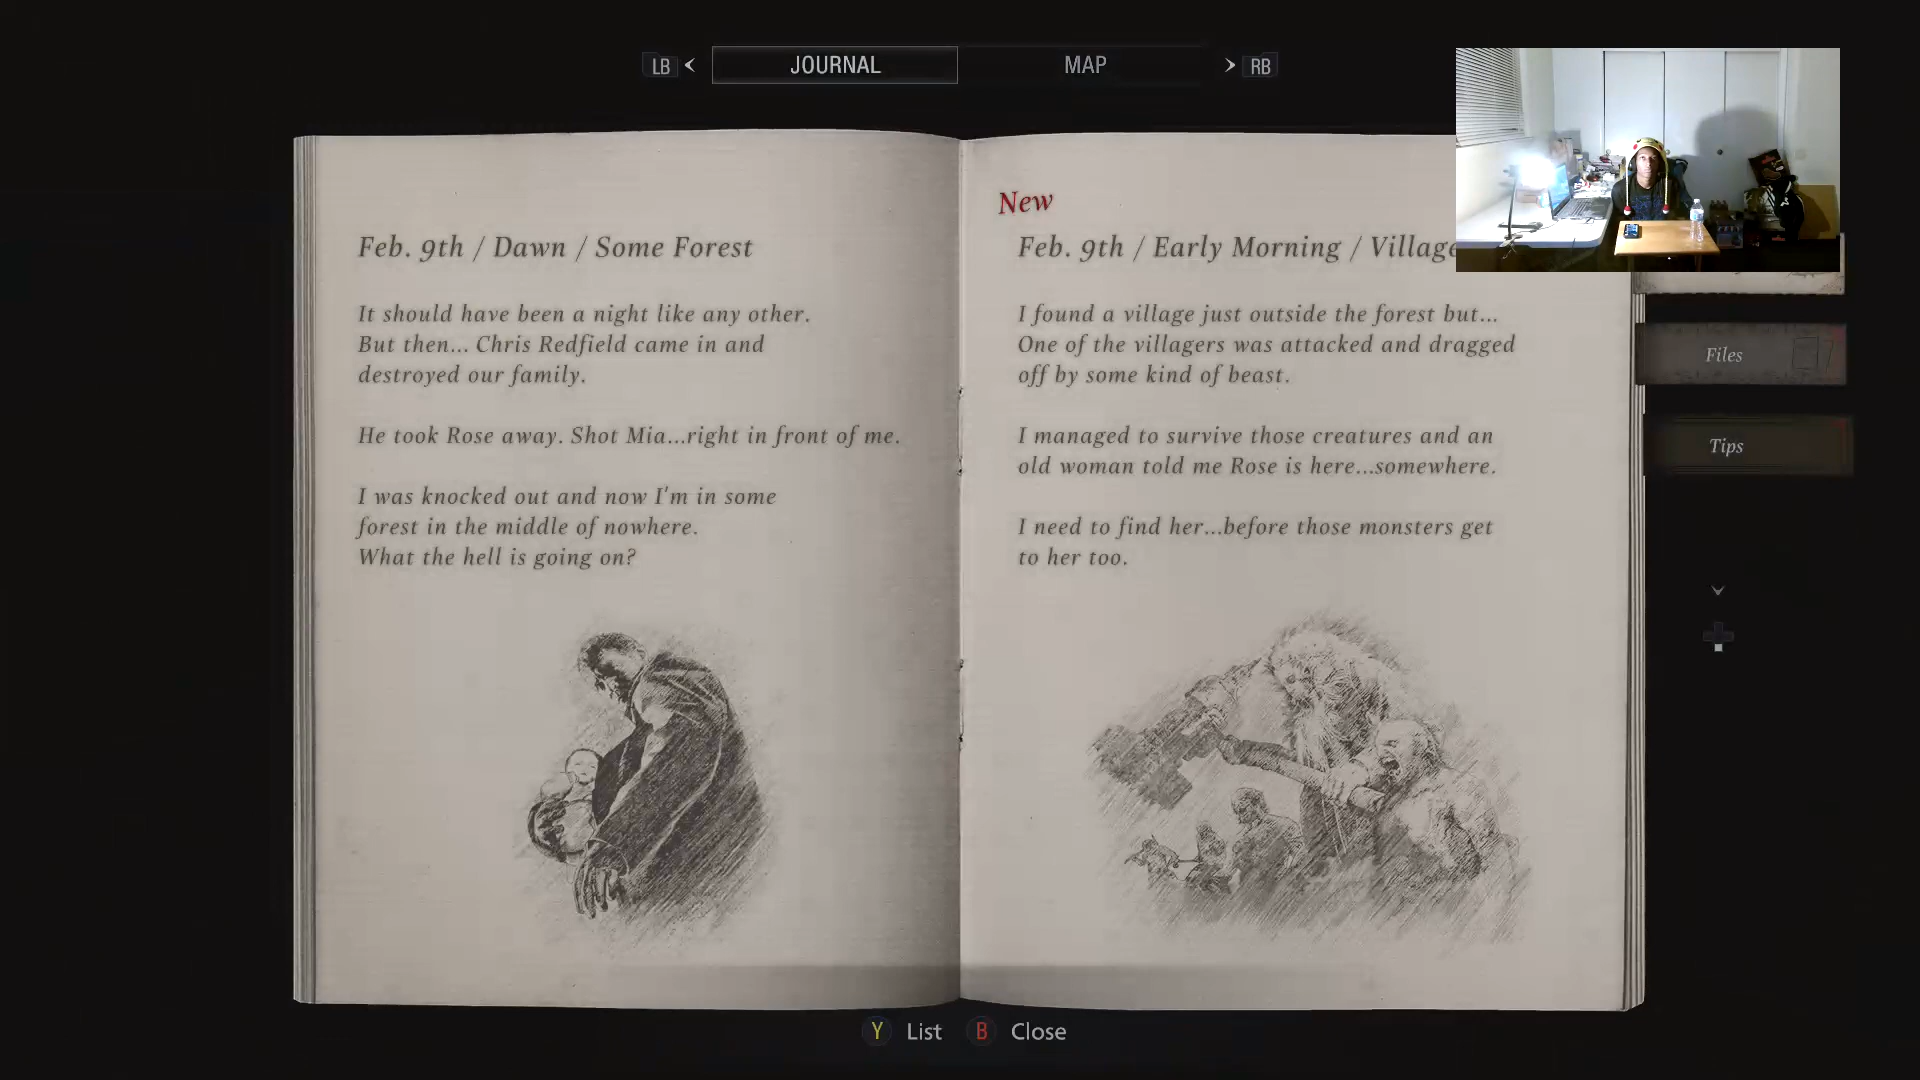 LB
JOURNAL
MAP
RB
Feb. 9th / Dawn / Some Forest
It should have been a night like any other.
But then... Chris Redfield came in and
destroyed our family.
He took Rose away. Shot Mia...right in front of me.
I was knocked out and now I'm in some
forest in the middle of nowhere.
What the hell is going on?
New
Feb. 9th / Early Morning / Village
I found a village just outside the forest but...
One of the villagers was attacked and dragged
off by some kind of beast.
I managed to survive those creatures and an
old woman told me Rose is here...somewhere.
I need to find her...before those monsters get
to her too.
Files
Tips
Y List B Close